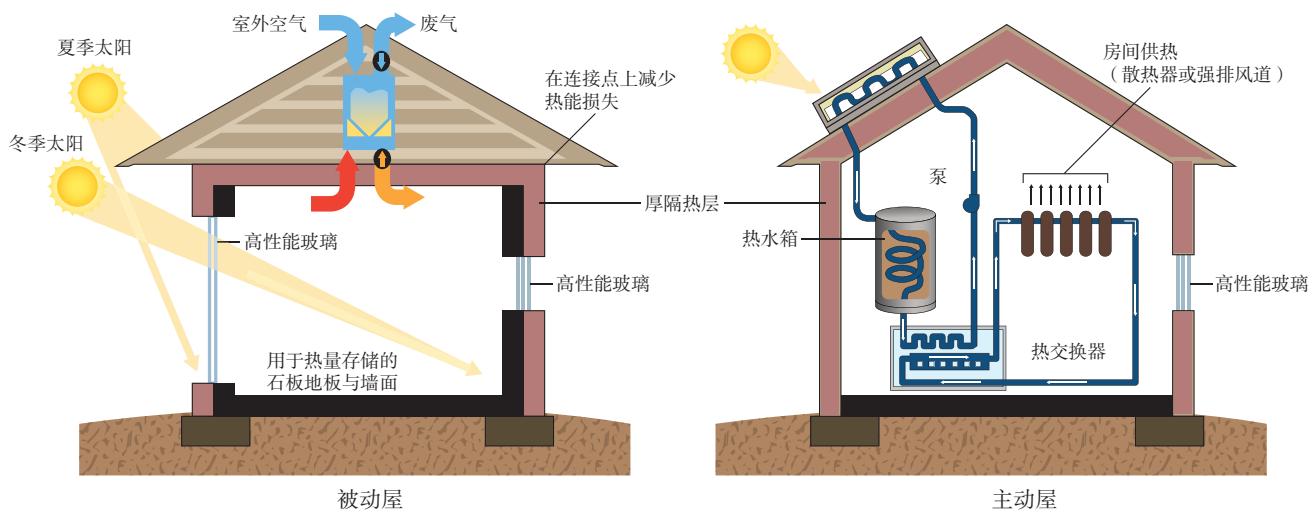 室外空气
废气
夏季太阳
在连接点上减少
热能损失
冬季太阳
高性能玻璃
厚隔热层
高性能玻璃
用于热量存储的
石板地板与墙面
被动屋
房间供热
（散热器或强排风道）
泵
热水箱
高性能玻璃
热交换器
主动屋